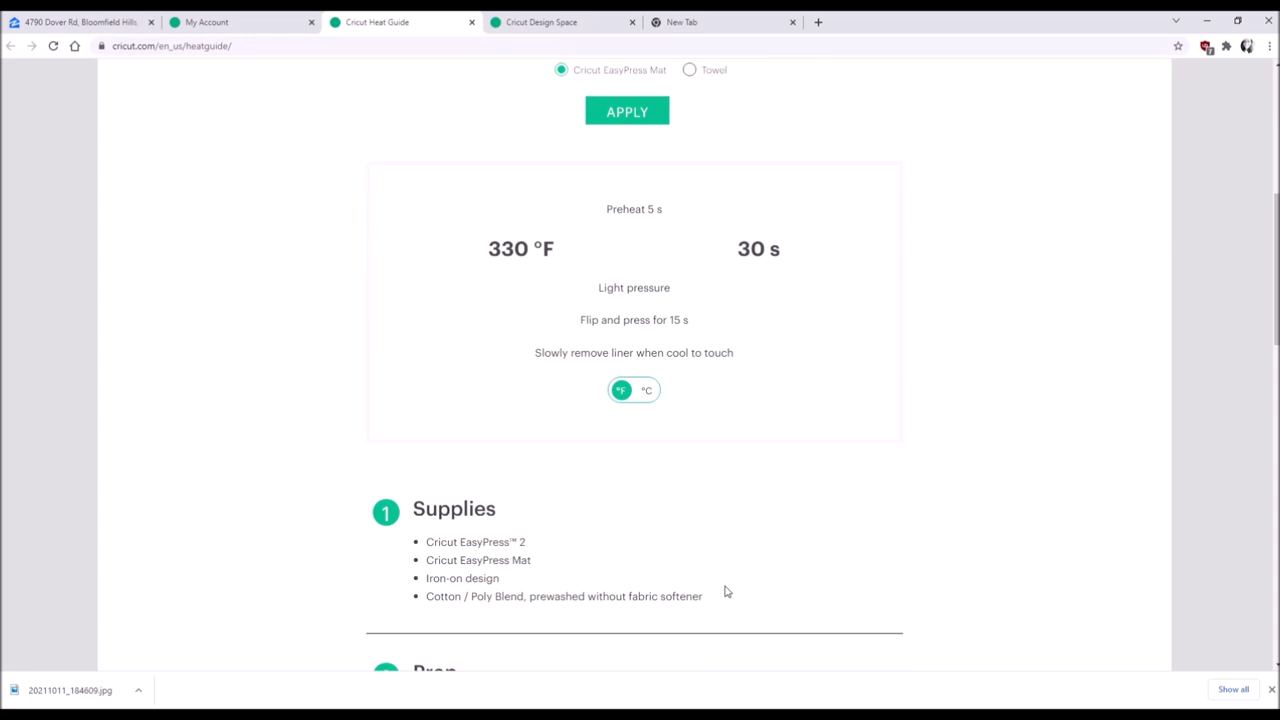 4790 Dover Rd, Bloomfield Hills,
My Account
Cricut Heat Guide
Cricut Design Space
New Tab
cricut.com/en_us/heatguide/
7
Cricut EasyPress Mat
Towel
APPLY
Preheat 5 s
330 °F
30 s
Light pressure
Flip and press for 15 s
Slowly remove liner when cool to touch
°F °C
1
Supplies
Cricut EasyPress™ 2
Cricut EasyPress Mat
Iron-on design
Cotton / Poly Blend, prewashed without fabric softener
Prep
20211011_184609.jpg
Show all